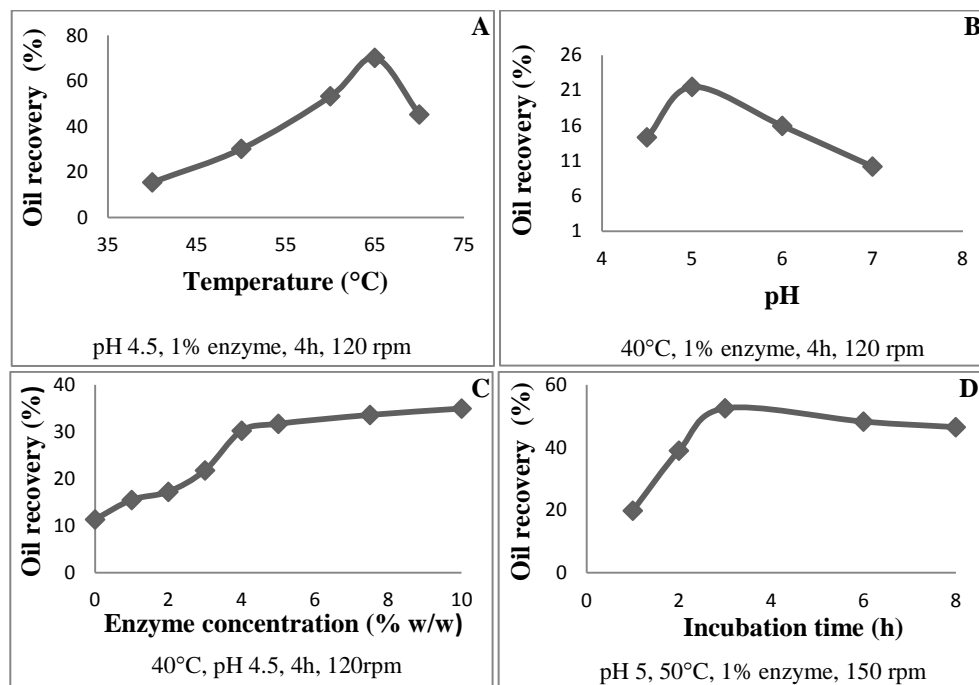 A
Oil recovery (%)
80
60
40
20
0
35 45 55 65 75
Temperature (°C)
pH 4.5, 1% enzyme, 4h, 120 rpm
B
Oil recovery (%)
26
21
16
11
6
1
4 5 6 7 8
pH
40°C, 1% enzyme, 4h, 120 rpm
C
Oil recovery (%)
40
30
20
10
0
0 2 4 6 8 10
Enzyme concentration (% w/w)
40°C, pH 4.5, 4h, 120rpm
D
Oil recovery (%)
60
40
20
0
0 2 4 6 8
Incubation time (h)
pH 5, 50°C, 1% enzyme, 150 rpm